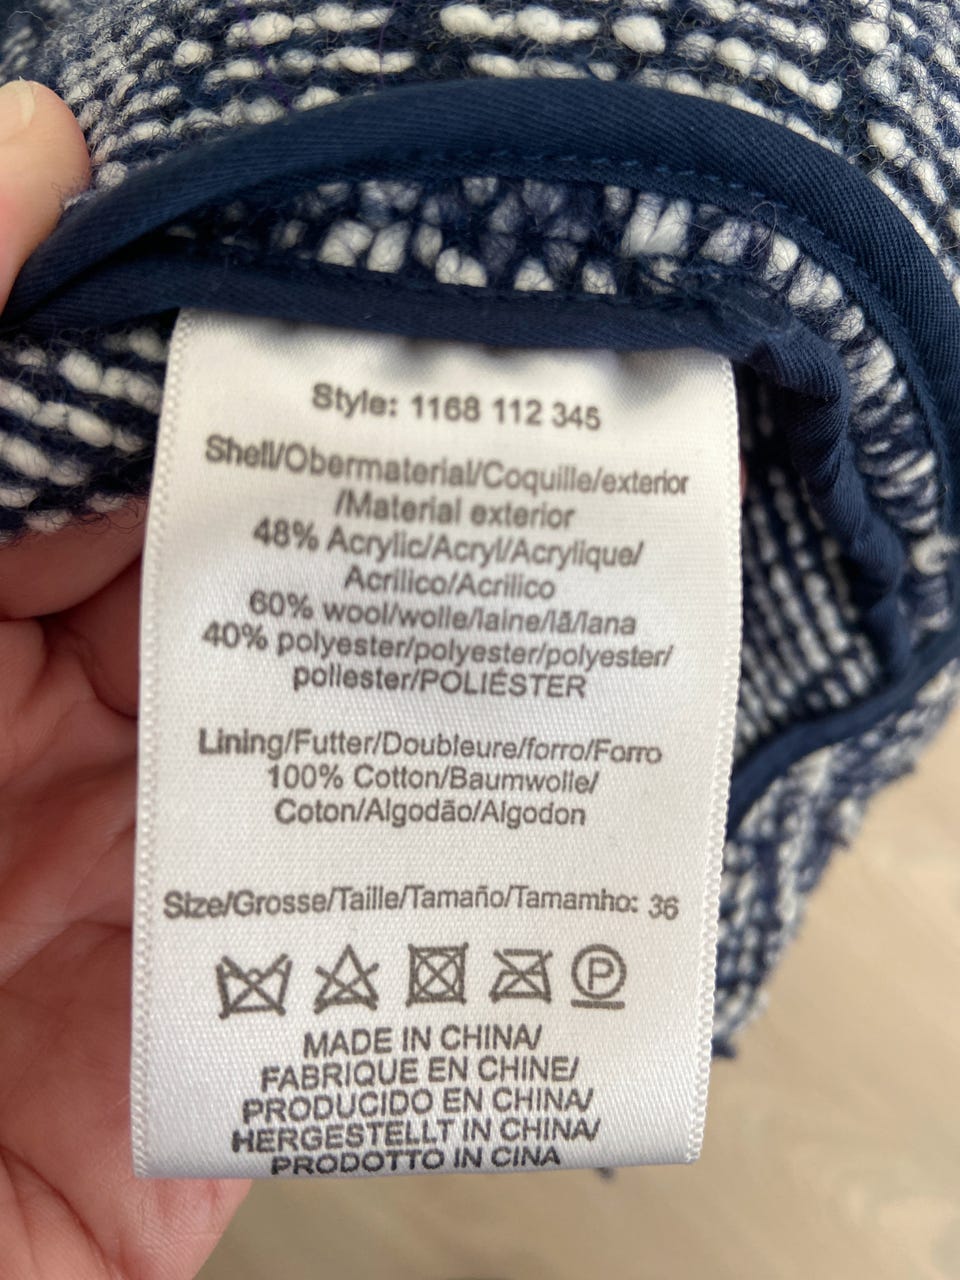 Style: 1168 112 345
Shell/Obermaterial/Coquille/exterior
/Material exterior
48% Acrylic/Acryl/Acrylique/
Acrilico/Acrilico
60% wool/wolle/laine/lã/lana
40% polyester/polyester/polyester/
poliester/POLIÉSTER
Lining/Futter/Doubleure/forro/Forro
100% Cotton/Baumwolle/
Coton/Algodão/Algodon
Size/Grosse/Taille/Tamaño/Tamamho: 36
P
MADE IN CHINA/
FABRIQUE EN CHINE/
PRODUCIDO EN CHINA/
HERGESTELLT IN CHINA/
PRODOTTO IN CINA